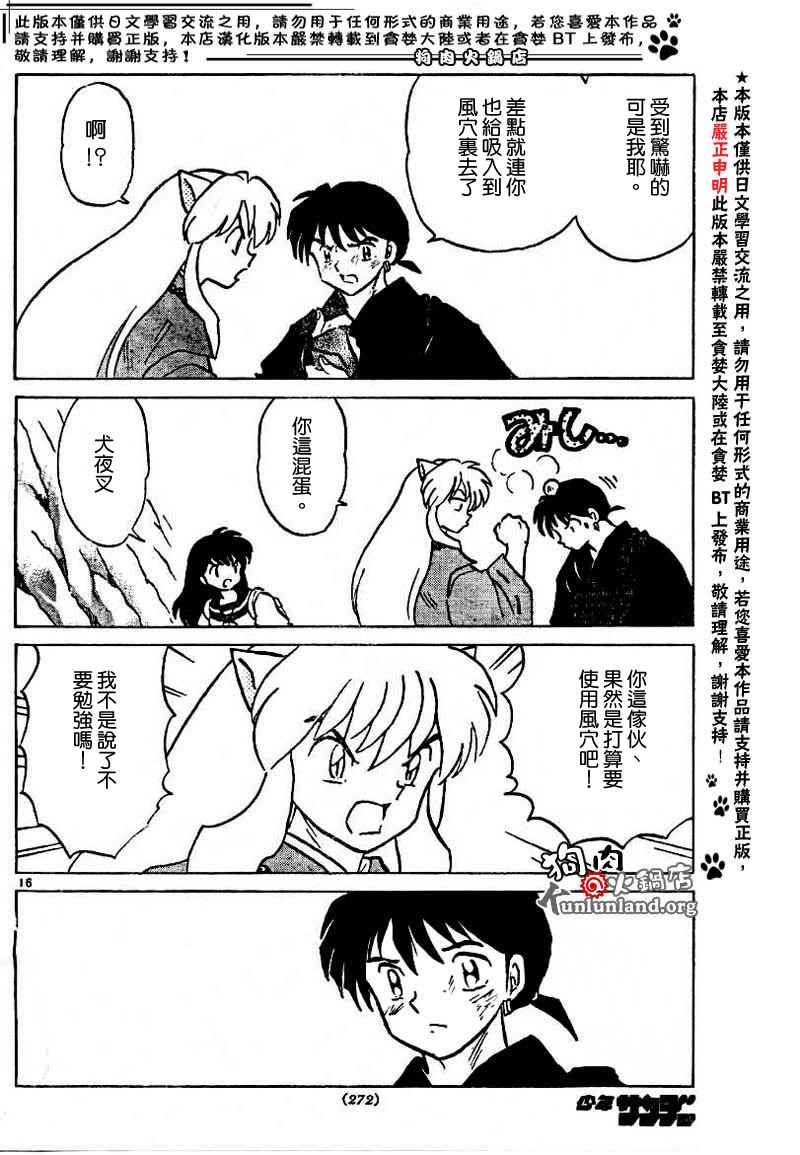 此版本僅供日文學習交流之用，請勿用于任何形式的商業用途，若您喜愛本作品
請支持并購買正版，本店漢化版本嚴禁轉載到貪婪大陸或者在貪婪BT上發布，
敬請理解，謝謝支持！
狗肉火鍋店
★本版本僅供日文學習交流之用，請勿用于任何形式的商業用途，若您喜愛本作品請支持并購買正版，
本店嚴正申明此版本嚴禁轉載至貪婪大陸或在貪婪BT上發布，敬請理解，謝謝支持！
受到驚嚇的
可是我耶。
差點就連你
也給吸入到
風穴裏去了
啊
!?
みし…
你這混蛋。
犬夜叉
你這傢伙、
果然是打算要
使用風穴吧！
我不是說了不
要勉強嗎！
16
狗肉
火鍋店
Kunlunland.org
(272)
少年サンデー